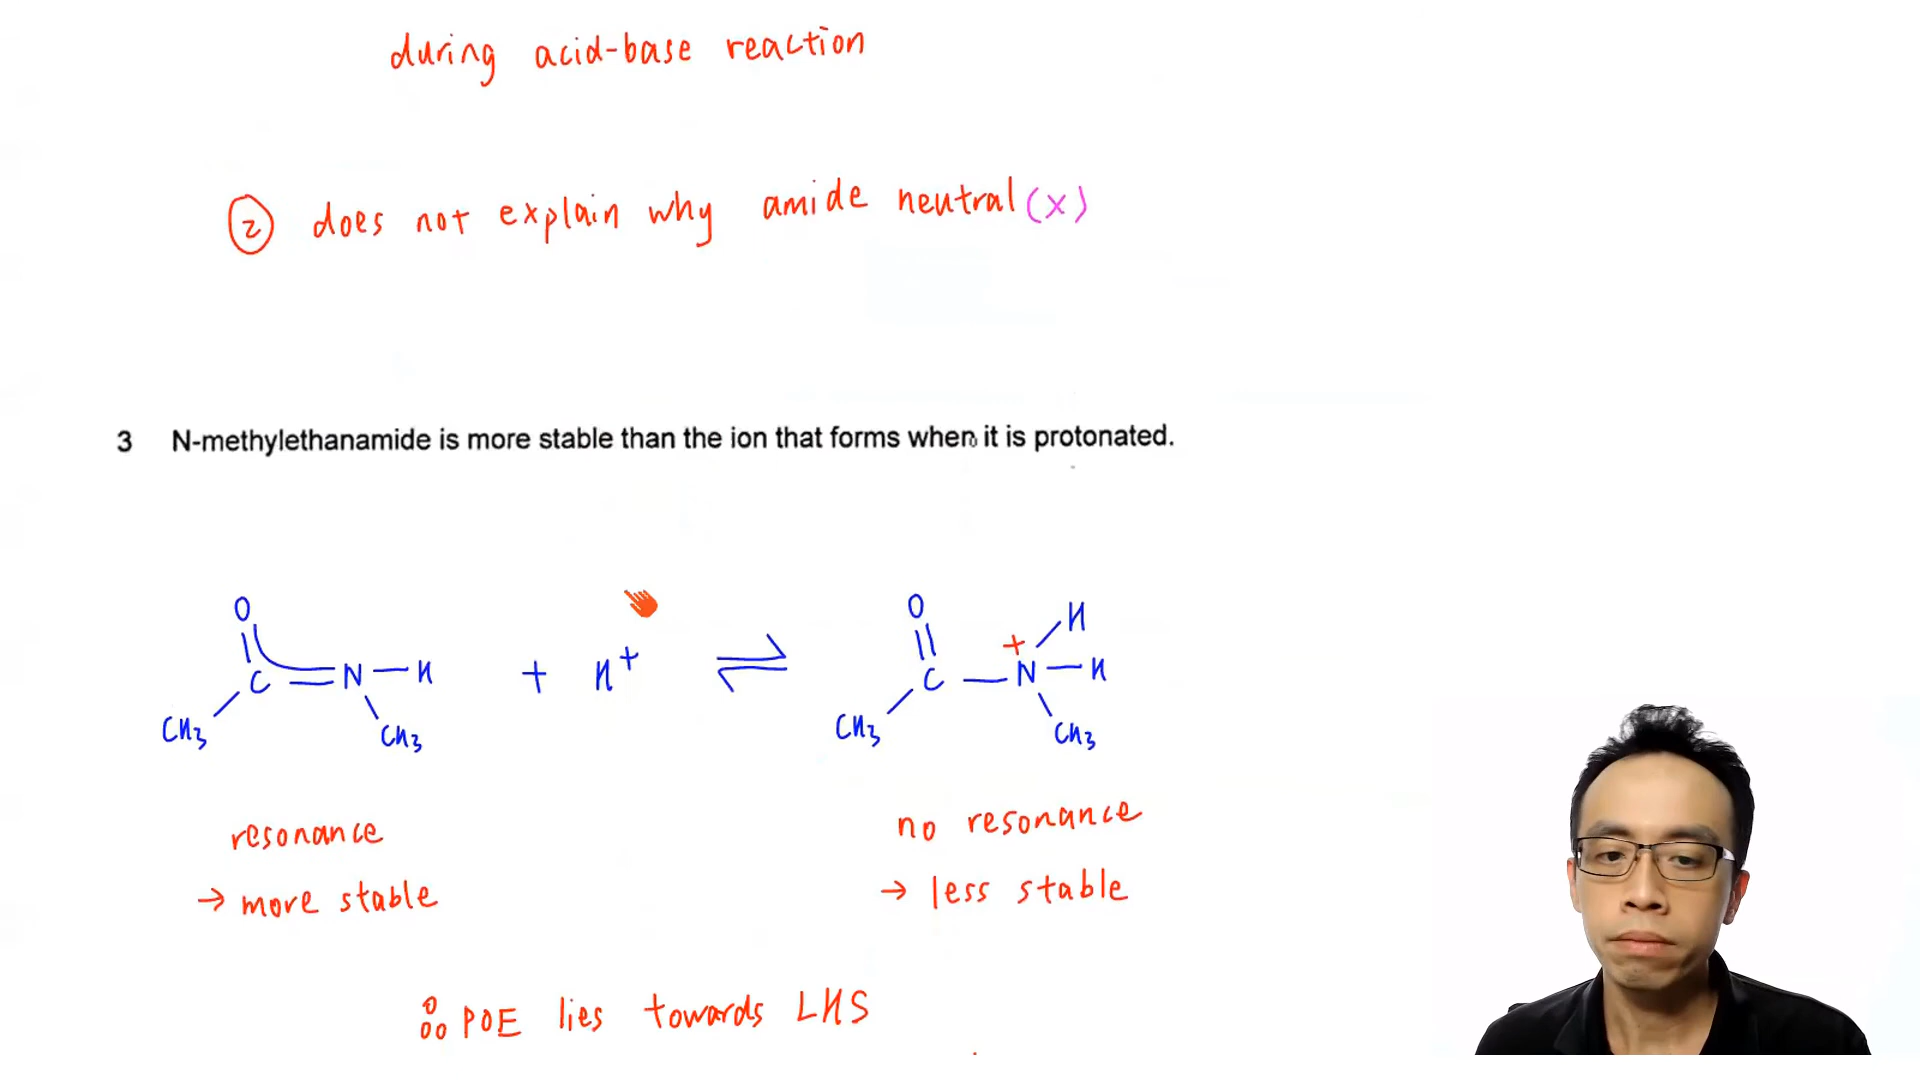 during acid-base reaction
② does not explain why amide neutral (x)
3 N-methylethanamide is more stable than the ion that forms when it is protonated.
O
C N H
CH3 CH3
+ H+ ⇌
O + H
C N H
CH3 CH3
resonance
→ more stable
no resonance
→ less stable
∴ POE lies towards LHS